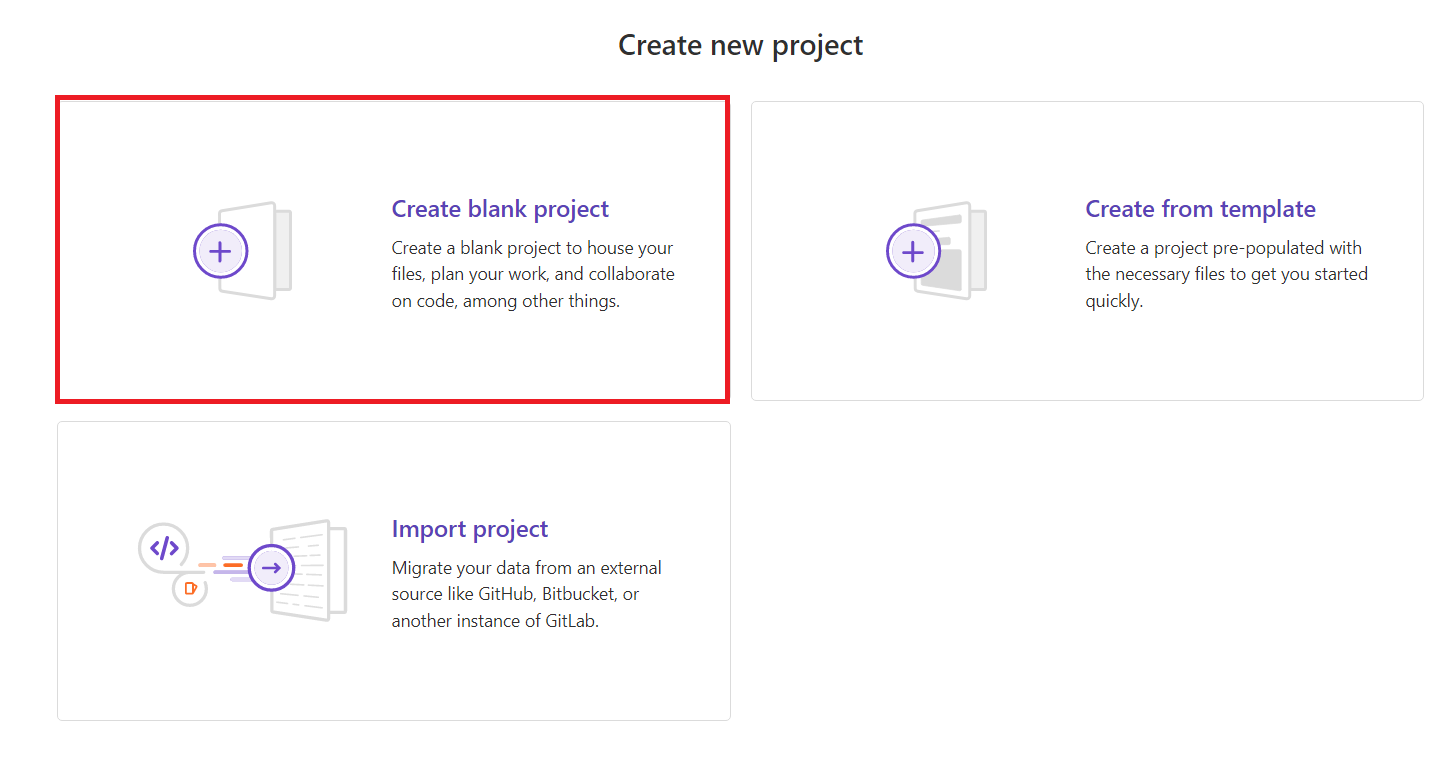 Create new project
Create blank project
Create a blank project to house your
files, plan your work, and collaborate
on code, among other things.
Create from template
Create a project pre-populated with
the necessary files to get you started
quickly.
Import project
Migrate your data from an external
source like GitHub, Bitbucket, or
another instance of GitLab.